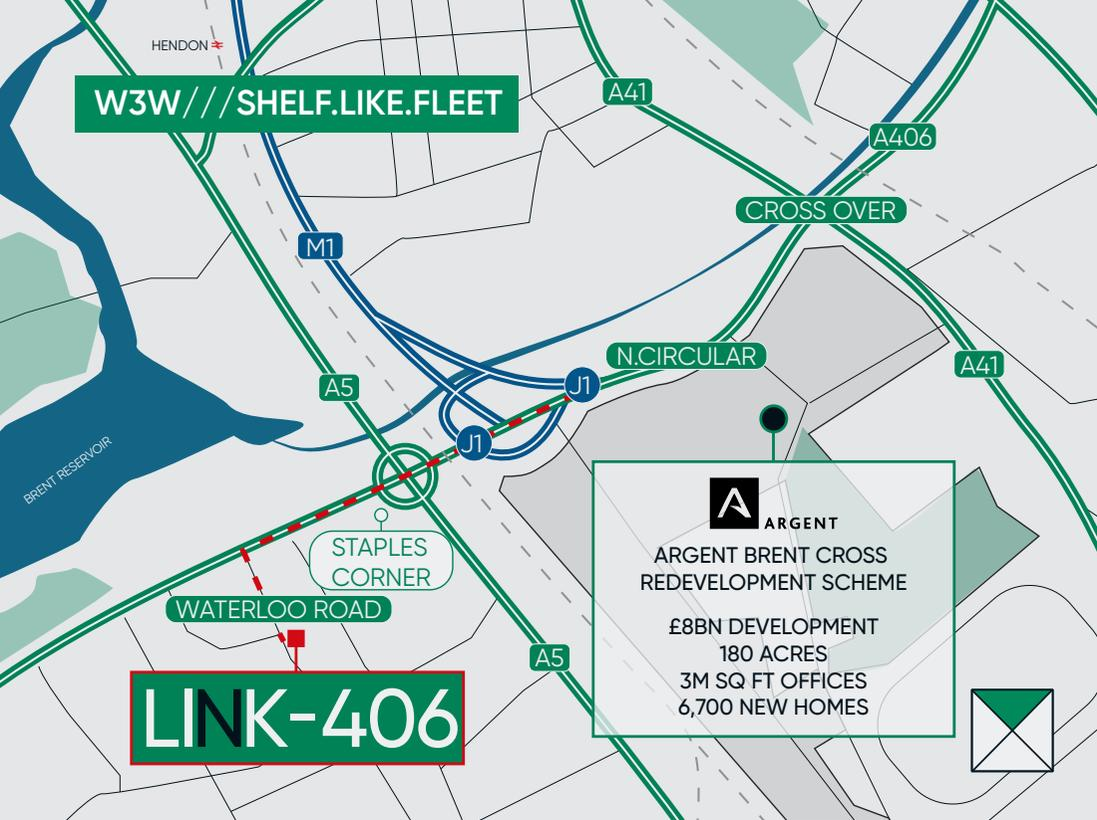 HENDON
W3W///SHELF.LIKE.FLEET
A41
A406
CROSS OVER
M1
N.CIRCULAR
A41
A5
J1
J1
BRENT RESERVOIR
STAPLES
CORNER
WATERLOO ROAD
A5
LINK-406
ARGENT
ARGENT BRENT CROSS
REDEVELOPMENT SCHEME
£8BN DEVELOPMENT
180 ACRES
3M SQ FT OFFICES
6,700 NEW HOMES